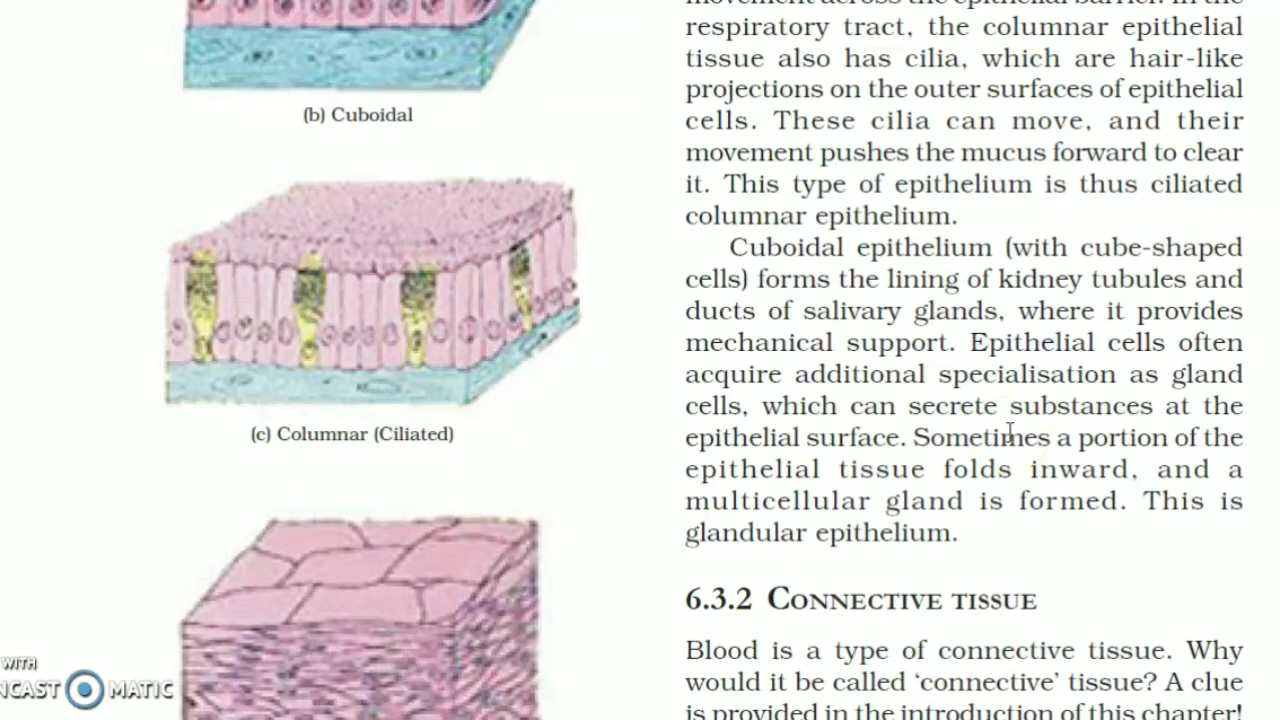 (b) Cuboidal
(c) Columnar (Ciliated)
respiratory tract, the columnar epithelial
tissue also has cilia, which are hair-like
projections on the outer surfaces of epithelial
cells. These cilia can move, and their
movement pushes the mucus forward to clear
it. This type of epithelium is thus ciliated
columnar epithelium.
Cuboidal epithelium (with cube-shaped
cells) forms the lining of kidney tubules and
ducts of salivary glands, where it provides
mechanical support. Epithelial cells often
acquire additional specialisation as gland
cells, which can secrete substances at the
epithelial surface. Sometimes a portion of the
epithelial tissue folds inward, and a
multicellular gland is formed. This is
glandular epithelium.
6.3.2 CONNECTIVE TISSUE
Blood is a type of connective tissue. Why
would it be called ‘connective’ tissue? A clue
is provided in the introduction of this chapter!
WITH
NCAST MATIC